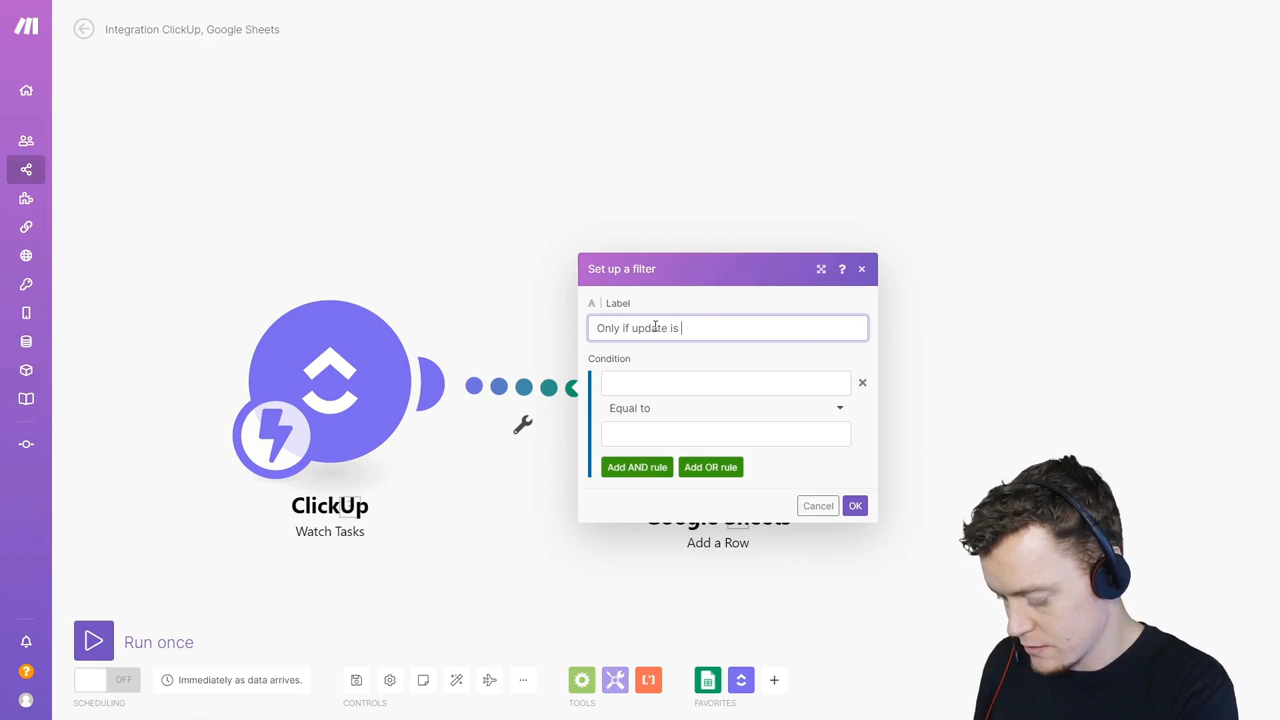 Integration ClickUp, Google Sheets
Set up a filter
?
A
Label
Only if update is
Condition
Equal to
Add AND rule
Add OR rule
Cancel
OK
ClickUp
Watch Tasks
Google Sheets
Add a Row
Run once
OFF
Immediately as data arrives.
SCHEDULING
CONTROLS
TOOLS
FAVORITES
?